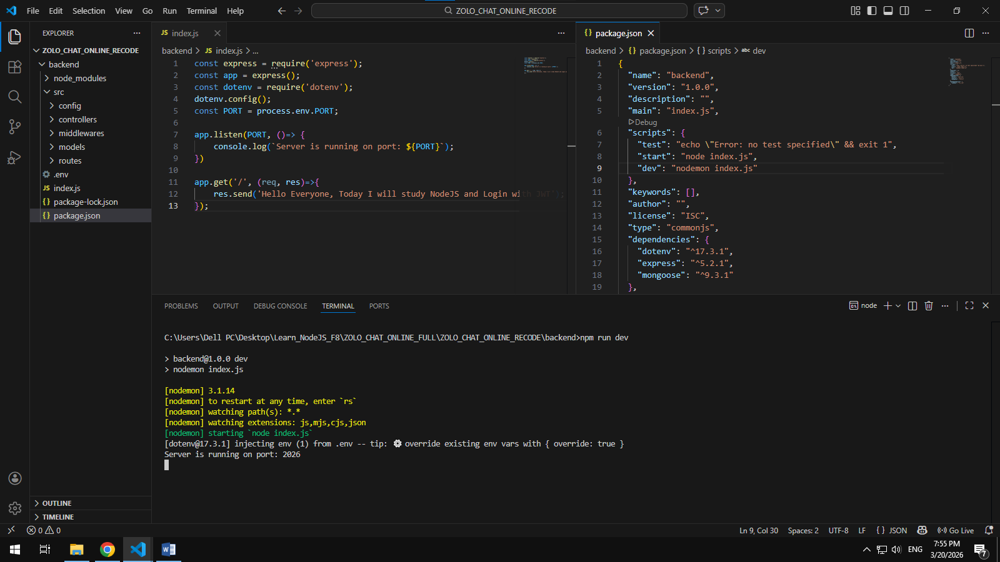 File Edit Selection View Go Run Terminal Help
ZOLO_CHAT_ONLINE_RECODE
EXPLORER
ZOLO_CHAT_ONLINE_RECODE
backend
node_modules
src
config
controllers
middlewares
models
routes
.env
JS index.js
{} package-lock.json
{} package.json
OUTLINE
TIMELINE
JS index.js
backend > JS index.js > ...
1 const express = require('express');
2 const app = express();
3 const dotenv = require('dotenv');
4 dotenv.config();
5 const PORT = process.env.PORT;
6
7 app.listen(PORT, ()=> {
8 console.log(`Server is running on port: ${PORT}`);
9 })
10
11 app.get('/', (req, res)=>{
12 res.send('Hello Everyone, Today I will study NodeJS and Login with JWT');
13 });
{} package.json
backend > {} package.json > {} scripts > abc dev
1 {
2 "name": "backend",
3 "version": "1.0.0",
4 "description": "",
5 "main": "index.js",
Debug
6 "scripts": {
7 "test": "echo \"Error: no test specified\" && exit 1",
8 "start": "node index.js",
9 "dev": "nodemon index.js"
10 },
11 "keywords": [],
12 "author": "",
13 "license": "ISC",
14 "type": "commonjs",
15 "dependencies": {
16 "dotenv": "^17.3.1",
17 "express": "^5.2.1",
18 "mongoose": "^9.3.1"
19 },
PROBLEMS OUTPUT DEBUG CONSOLE TERMINAL PORTS
node
C:\Users\Dell PC\Desktop\Learn_NodeJS_F8\ZOLO_CHAT_ONLINE_FULL\ZOLO_CHAT_ONLINE_RECODE\backend>npm run dev
> backend@1.0.0 dev
> nodemon index.js
[nodemon] 3.1.14
[nodemon] to restart at any time, enter `rs`
[nodemon] watching path(s): *.*
[nodemon] watching extensions: js,mjs,cjs,json
[nodemon] starting `node index.js`
[dotenv@17.3.1] injecting env (1) from .env -- tip: ⚙ override existing env vars with { override: true }
Server is running on port: 2026
0 0
Ln 9, Col 30 Spaces: 2 UTF-8 LF {} JSON Go Live
ENG
7:55 PM
3/20/2026
7